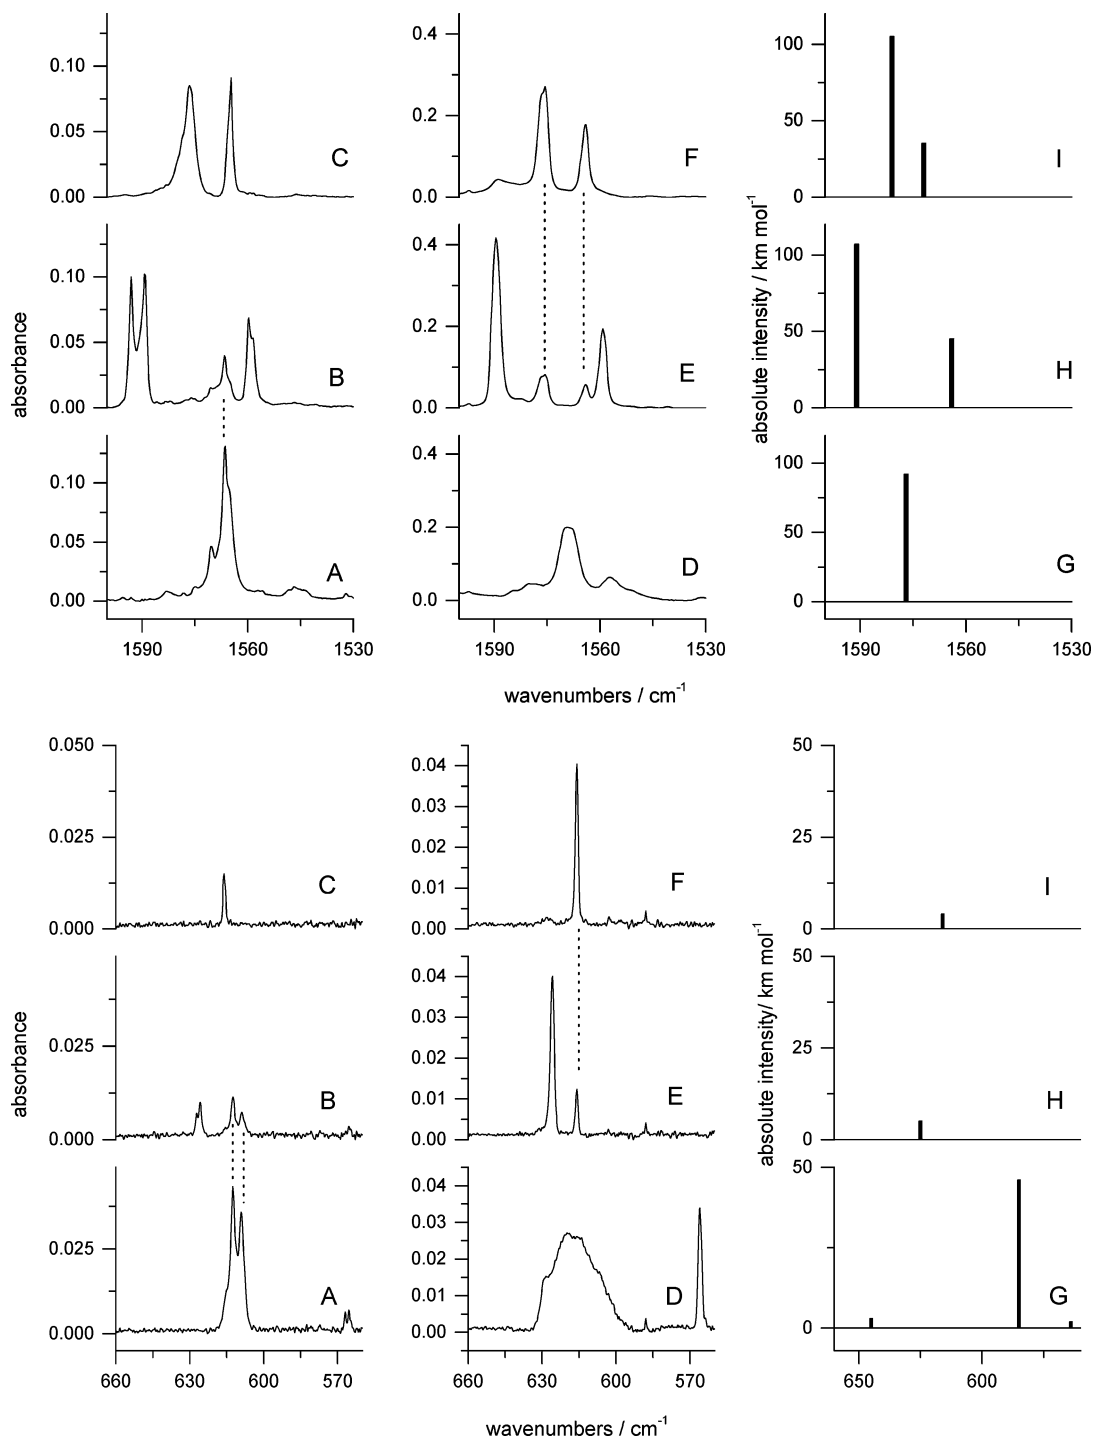 0.10
0.05
0.00
C
0.4
0.2
0.0
F
100
50
0
I
0.10
0.05
0.00
B
0.4
0.2
0.0
E
100
50
0
H
0.10
0.05
0.00
A
0.4
0.2
0.0
D
100
50
0
G
absorbance
absolute intensity / km mol-1
1590 1560 1530
1590 1560 1530
1590 1560 1530
wavenumbers / cm-1
0.050
0.025
0.000
C
0.04
0.03
0.02
0.01
0.00
F
50
25
0
I
0.025
0.000
B
0.04
0.03
0.02
0.01
0.00
E
50
25
0
H
0.025
0.000
A
0.04
0.03
0.02
0.01
0.00
D
50
0
G
absorbance
absolute intensity/ km mol-1
660 630 600 570
660 630 600 570
650 600
wavenumbers / cm-1